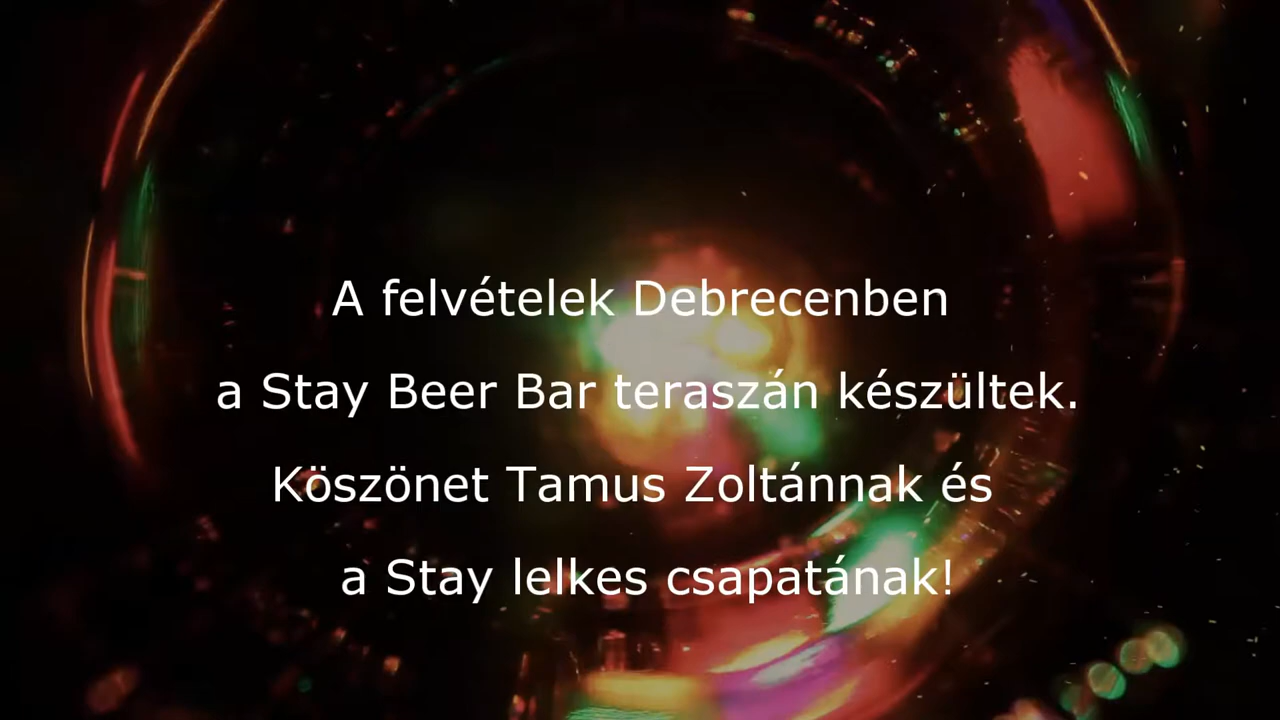 A felvételek Debrecenben
a Stay Beer Bar teraszán készültek.
Köszönet Tamus Zoltánnak és
a Stay lelkes csapatának!